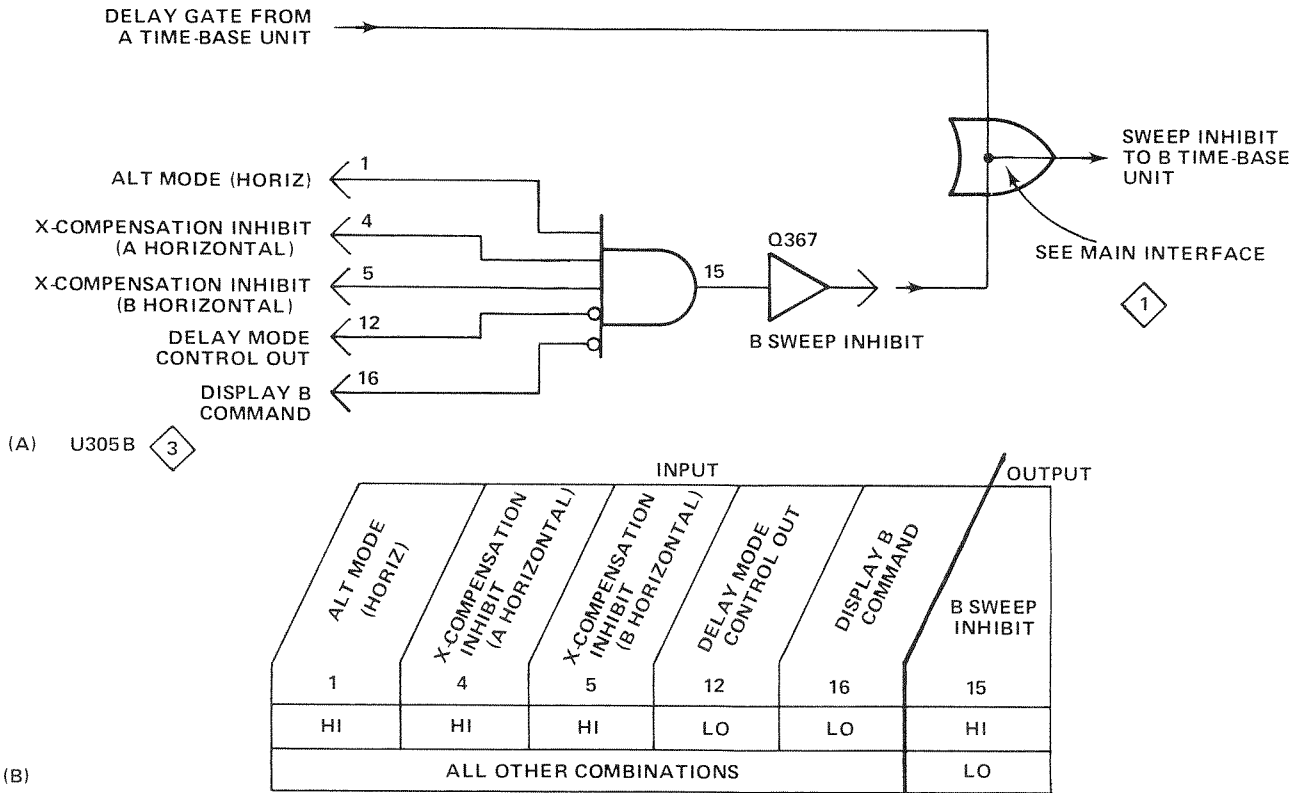 DELAY GATE FROM
A TIME-BASE UNIT
SWEEP INHIBIT
TO B TIME-BASE
UNIT
1
ALT MODE (HORIZ)
4
X-COMPENSATION INHIBIT
(A HORIZONTAL)
Q367
SEE MAIN INTERFACE
5
X-COMPENSATION INHIBIT
(B HORIZONTAL)
15
1
12
DELAY MODE
CONTROL OUT
B SWEEP INHIBIT
16
DISPLAY B
COMMAND
(A) U305B 3
INPUT
OUTPUT
ALT MODE
(HORIZ)
X-COMPENSATION
INHIBIT
(A HORIZONTAL)
X-COMPENSATION
INHIBIT
(B HORIZONTAL)
DELAY MODE
CONTROL OUT
DISPLAY B
COMMAND
B SWEEP
INHIBIT
1 4 5 12 16 15
HI HI HI LO LO HI
ALL OTHER COMBINATIONS LO
(B)